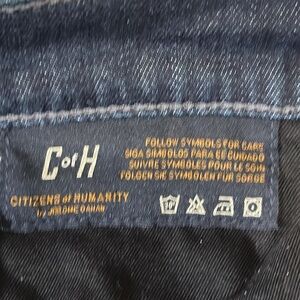 CofH
FOLLOW SYMBOLS FOR CARE
SIGA SIMBOLOS PARA SU CUIDADO
SUIVRE SYMBOLES POUR LE SOIN
FOLGEN SIE SYMBOLEN FUR SORGE
CITIZENS of HUMANITY
by JEROME DAHAN